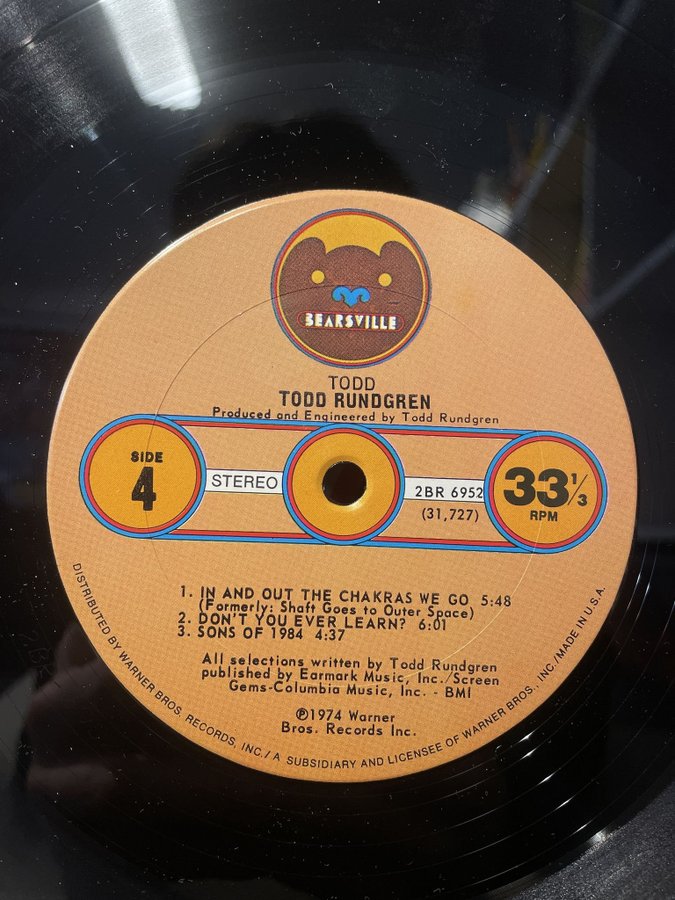 BEARSVILLE
TODD
TODD RUNDGREN
Produced and Engineered by Todd Rundgren
SIDE
4
STEREO
2BR 6952
(31,727)
33 1/3
RPM
1. IN AND OUT THE CHAKRAS WE GO 5:48
(Formerly: Shaft Goes to Outer Space)
2. DON'T YOU EVER LEARN? 6:01
3. SONS OF 1984 4:37
All selections written by Todd Rundgren
published by Earmark Music, Inc./Screen
Gems-Columbia Music, Inc. - BMI
℗1974 Warner
Bros. Records Inc.
DISTRIBUTED BY WARNER BROS. RECORDS, INC./A SUBSIDIARY AND LICENSEE OF WARNER BROS., INC./MADE IN U.S.A.